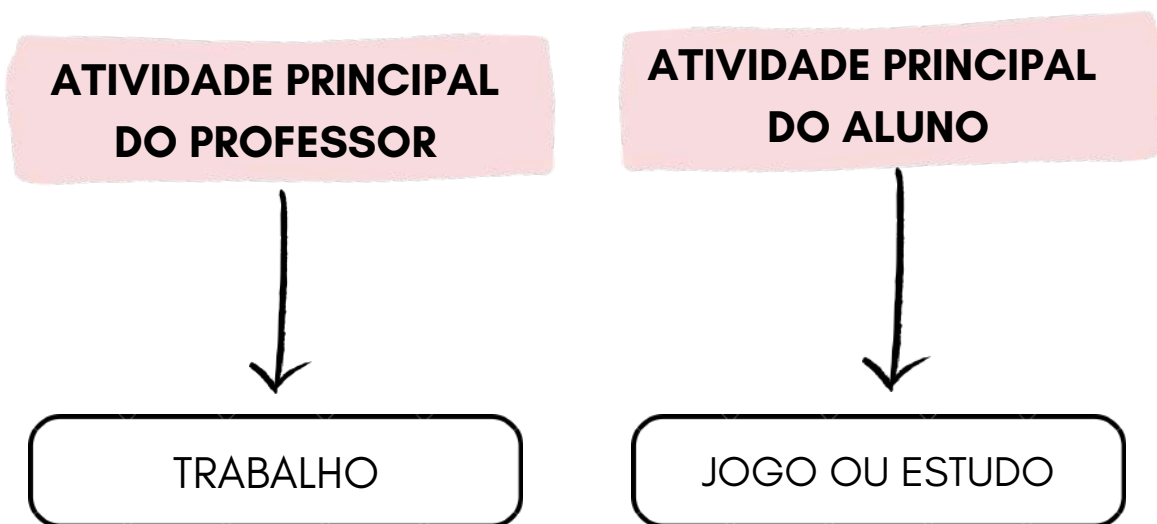 ATIVIDADE PRINCIPAL
DO PROFESSOR
TRABALHO
ATIVIDADE PRINCIPAL
DO ALUNO
JOGO OU ESTUDO